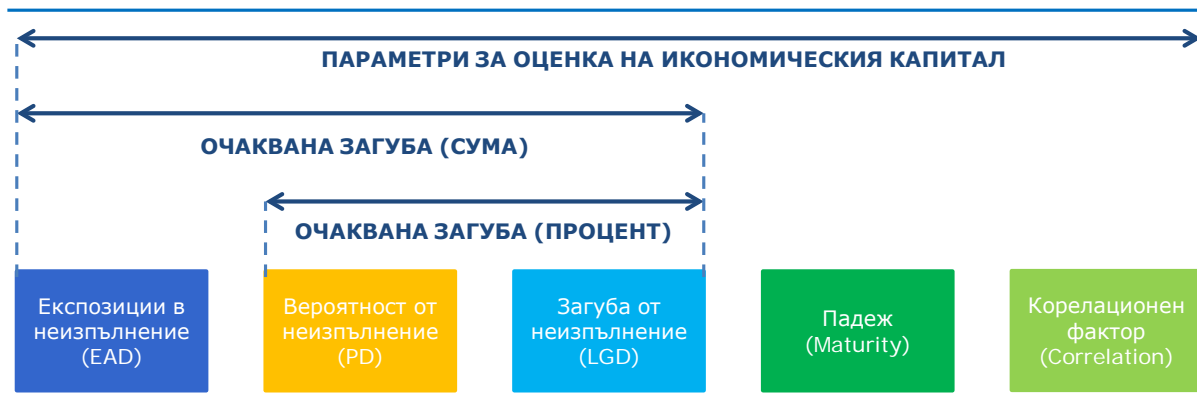 ПАРАМЕТРИ ЗА ОЦЕНКА НА ИКОНОМИЧЕСКИЯ КАПИТАЛ
ОЧАКВАНА ЗАГУБА (СУМА)
ОЧАКВАНА ЗАГУБА (ПРОЦЕНТ)
Експозиции в
неизпълнение
(EAD)
Вероятност от
неизпълнение
(PD)
Загуба от
неизпълнение
(LGD)
Падеж
(Maturity)
Корелационен
фактор
(Correlation)